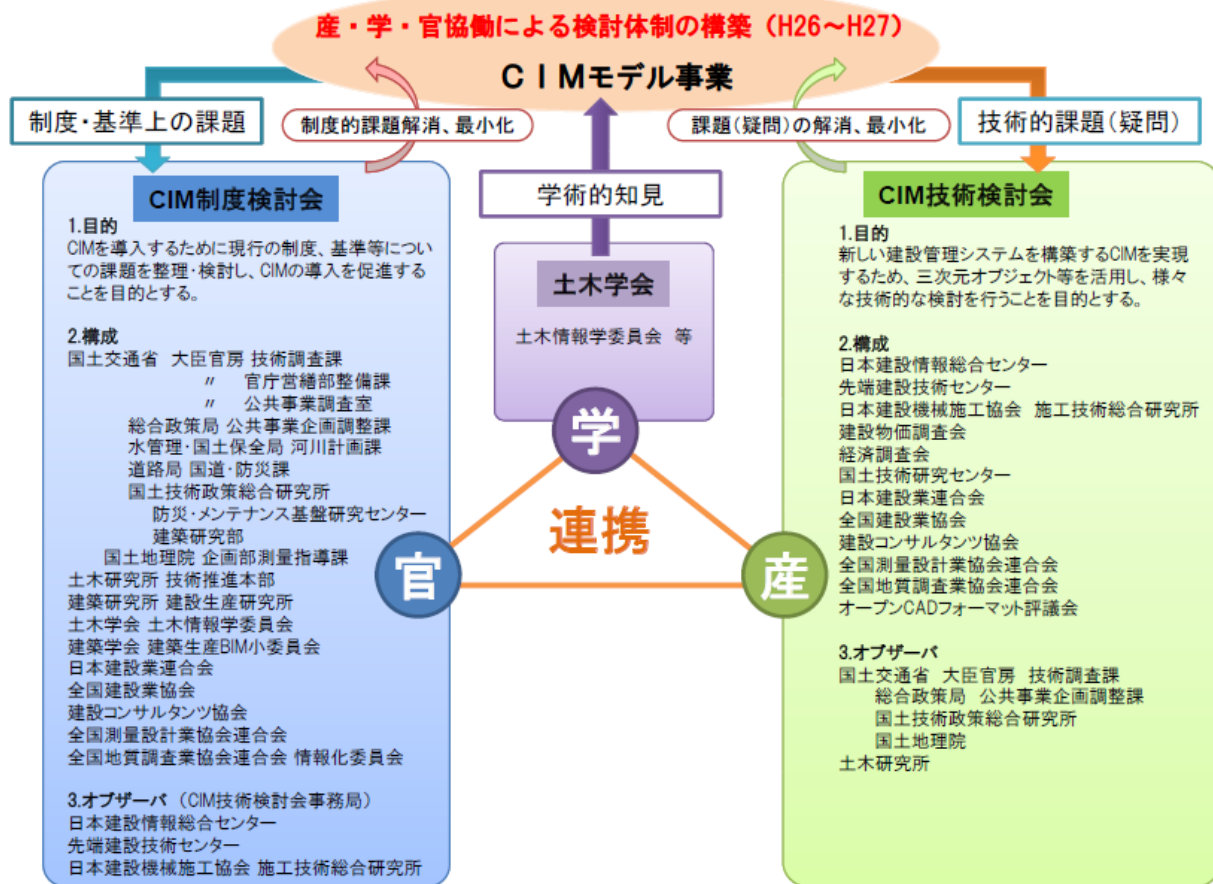 産・学・官協働による検討体制の構築（H26～H27）
ＣＩＭモデル事業
制度・基準上の課題
制度的課題解消、最小化
課題（疑問）の解消、最小化
技術的課題（疑問）
CIM制度検討会
1.目的
CIMを導入するために現行の制度、基準等につい
ての課題を整理・検討し、CIMの導入を促進する
ことを目的とする。
2.構成
国土交通省　大臣官房 技術調査課
〃　官庁営繕部整備課
〃　公共事業調査室
総合政策局 公共事業企画調整課
水管理・国土保全局 河川計画課
道路局 国道・防災課
国土技術政策総合研究所
防災・メンテナンス基盤研究センター
建築研究部
国土地理院 企画部測量指導課
土木研究所 技術推進本部
建築研究所 建設生産研究所
土木学会 土木情報学委員会
建築学会 建築生産BIM小委員会
日本建設業連合会
全国建設業協会
建設コンサルタンツ協会
全国測量設計業協会連合会
全国地質調査業協会連合会 情報化委員会
3.オブザーバ （CIM技術検討会事務局）
日本建設情報総合センター
先端建設技術センター
日本建設機械施工協会 施工技術総合研究所
学術的知見
土木学会
土木情報学委員会　等
学
連携
官
産
CIM技術検討会
1.目的
新しい建設管理システムを構築するCIMを実現
するため、三次元オブジェクト等を活用し、様々
な技術的な検討を行うことを目的とする。
2.構成
日本建設情報総合センター
先端建設技術センター
日本建設機械施工協会　施工技術総合研究所
建設物価調査会
経済調査会
国土技術研究センター
日本建設業連合会
全国建設業協会
建設コンサルタンツ協会
全国測量設計業協会連合会
全国地質調査業協会連合会
オープンCADフォーマット評議会
3.オブザーバ
国土交通省　大臣官房　技術調査課
総合政策局　公共事業企画調整課
国土技術政策総合研究所
国土地理院
土木研究所